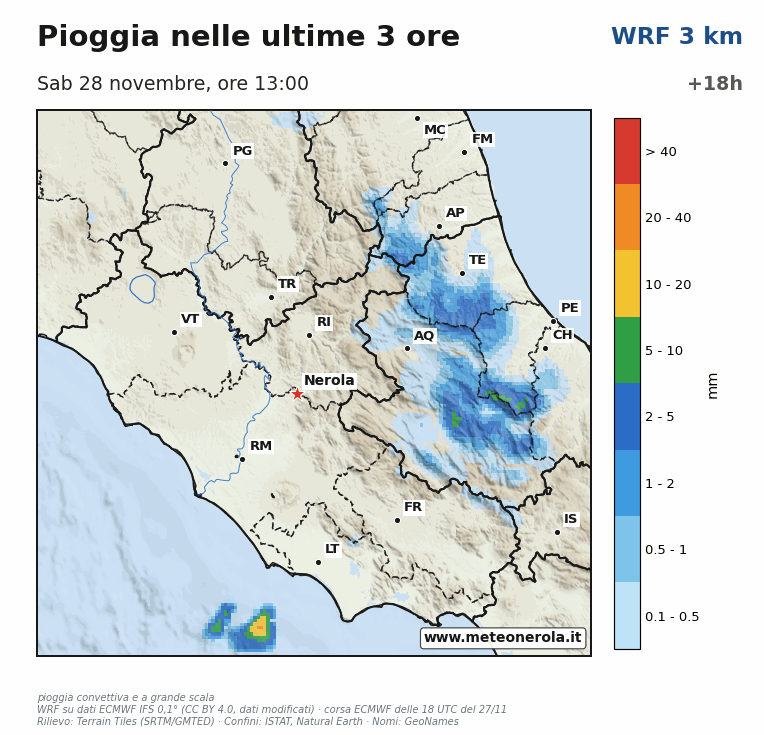 Pioggia nelle ultime 3 ore
WRF 3 km
Sab 28 novembre, ore 13:00
+18h
MC
FM
PG
AP
TE
TR
PE
VT
RI
AQ
CH
Nerola
RM
FR
IS
LT
www.meteonerola.it
> 40
20 - 40
10 - 20
5 - 10
2 - 5
1 - 2
0.5 - 1
0.1 - 0.5
mm
pioggia convettiva e a grande scala
WRF su dati ECMWF IFS 0,1° (CC BY 4.0, dati modificati) · corsa ECMWF delle 18 UTC del 27/11
Rilievo: Terrain Tiles (SRTM/GMTED) · Confini: ISTAT, Natural Earth · Nomi: GeoNames